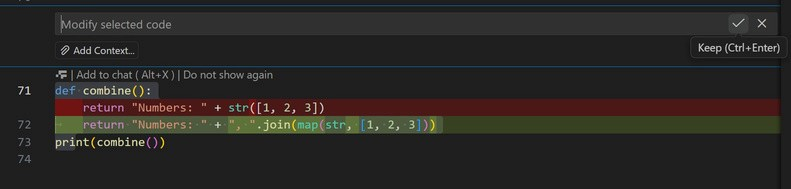 Modify selected code
Add Context...
Keep (Ctrl+Enter)
| Add to chat ( Alt+X ) | Do not show again
71 def combine():
return "Numbers: " + str([1, 2, 3])
72 return "Numbers: " + ", ".join(map(str, [1, 2, 3]))
73 print(combine())
74